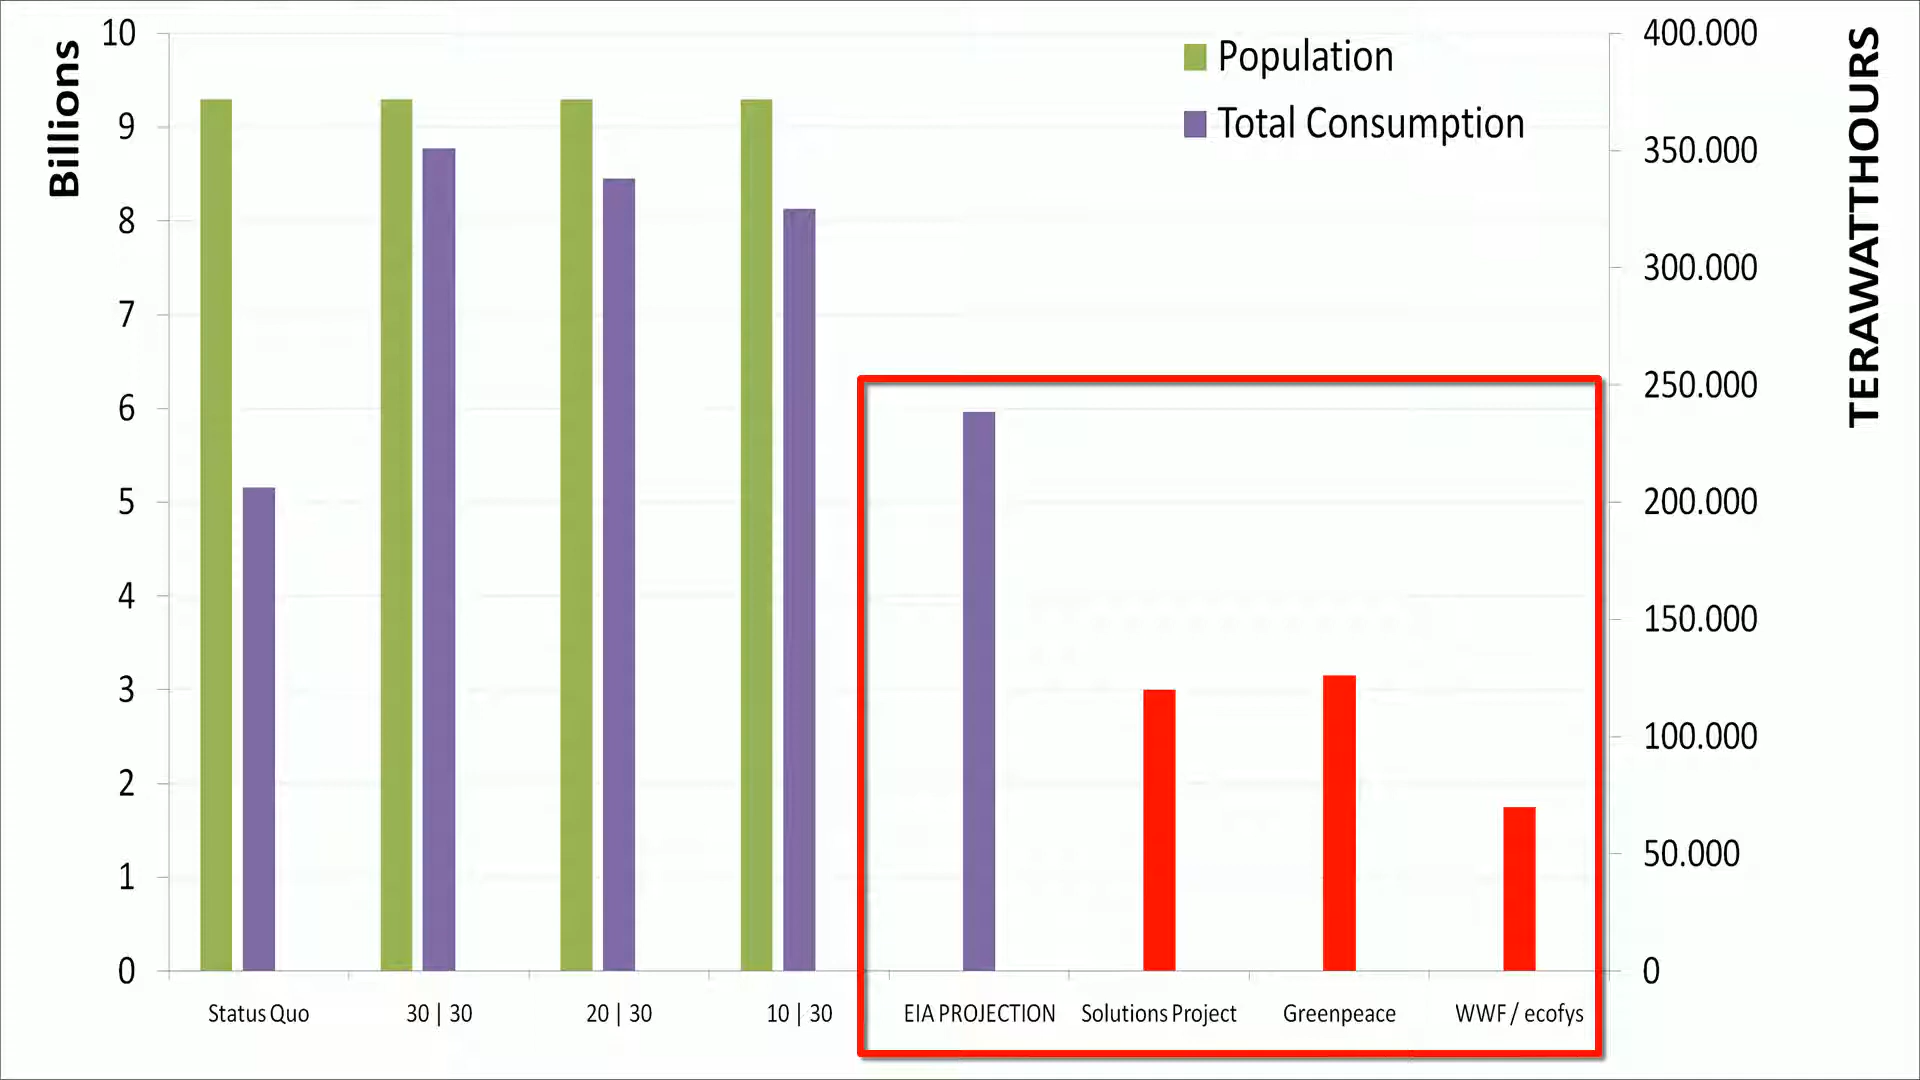 Billions
10
9
8
7
6
5
4
3
2
1
0
Population
Total Consumption
400.000
350.000
300.000
250.000
200.000
150.000
100.000
50.000
0
TERAWATTHOURS
Status Quo
30 | 30
20 | 30
10 | 30
EIA PROJECTION
Solutions Project
Greenpeace
WWF / ecofys